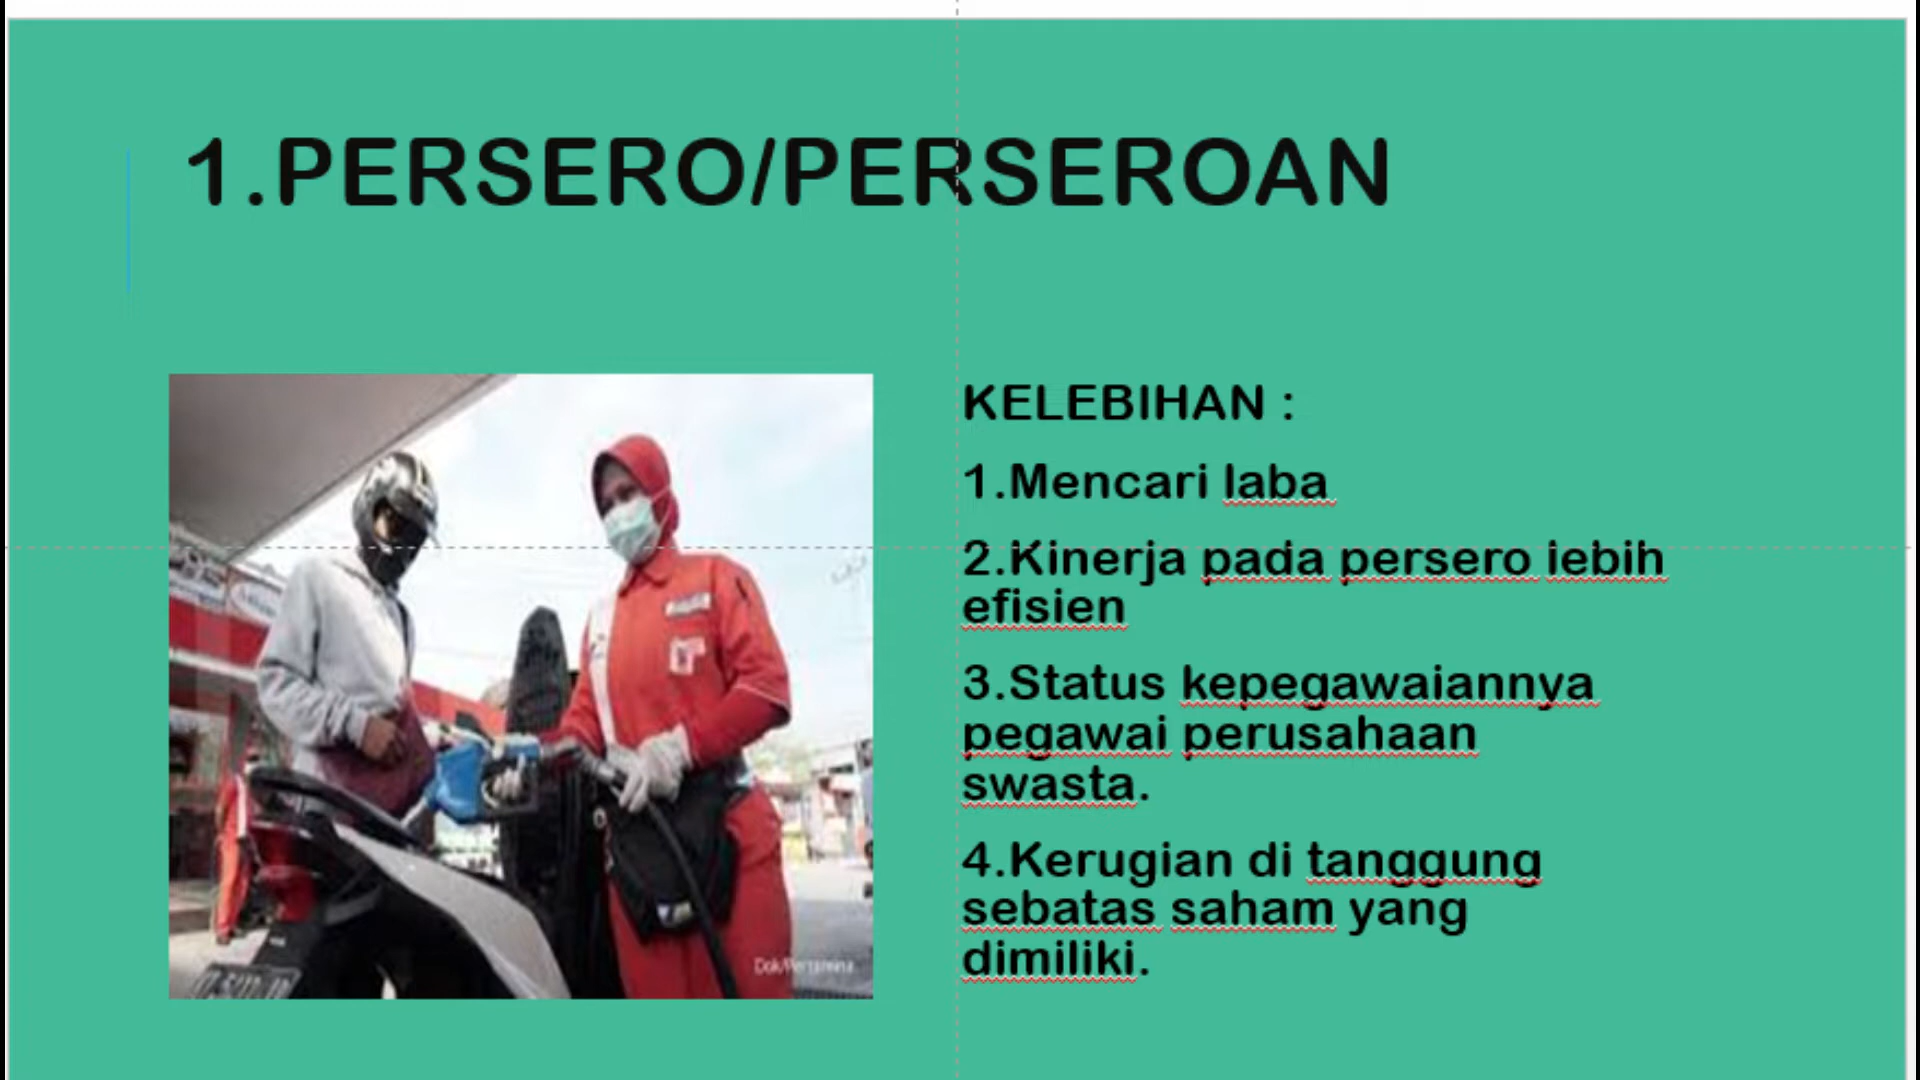 1.PERSERO/PERSEROAN
KELEBIHAN :
1.Mencari laba
2.Kinerja pada persero lebih
efisien
3.Status kepegawaiannya
pegawai perusahaan
swasta.
4.Kerugian di tanggung
sebatas saham yang
dimiliki.
Dok/Pertamina